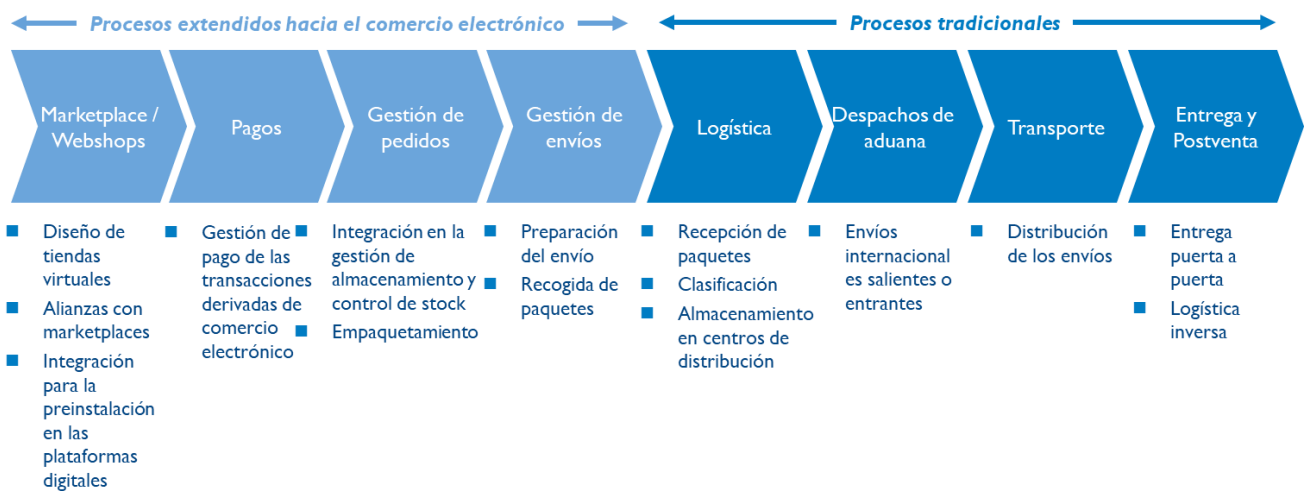 Procesos extendidos hacia el comercio electrónico
Procesos tradicionales
Marketplace /
Webshops
Pagos
Gestión de
pedidos
Gestión de
envíos
Logística
Despachos de
aduana
Transporte
Entrega y
Postventa
Diseño de
tiendas
virtuales
Alianzas con
marketplaces
Integración
para la
preinstalación
en las
plataformas
digitales
Gestión de
pago de las
transacciones
derivadas de
comercio
electrónico
Integración en la
gestión de
almacenamiento y
control de stock
Empaquetamiento
Preparación
del envío
Recogida de
paquetes
Recepción de
paquetes
Clasificación
Almacenamiento
en centros de
distribución
Envíos
internacional
es salientes o
entrantes
Distribución
de los envíos
Entrega
puerta a
puerta
Logística
inversa